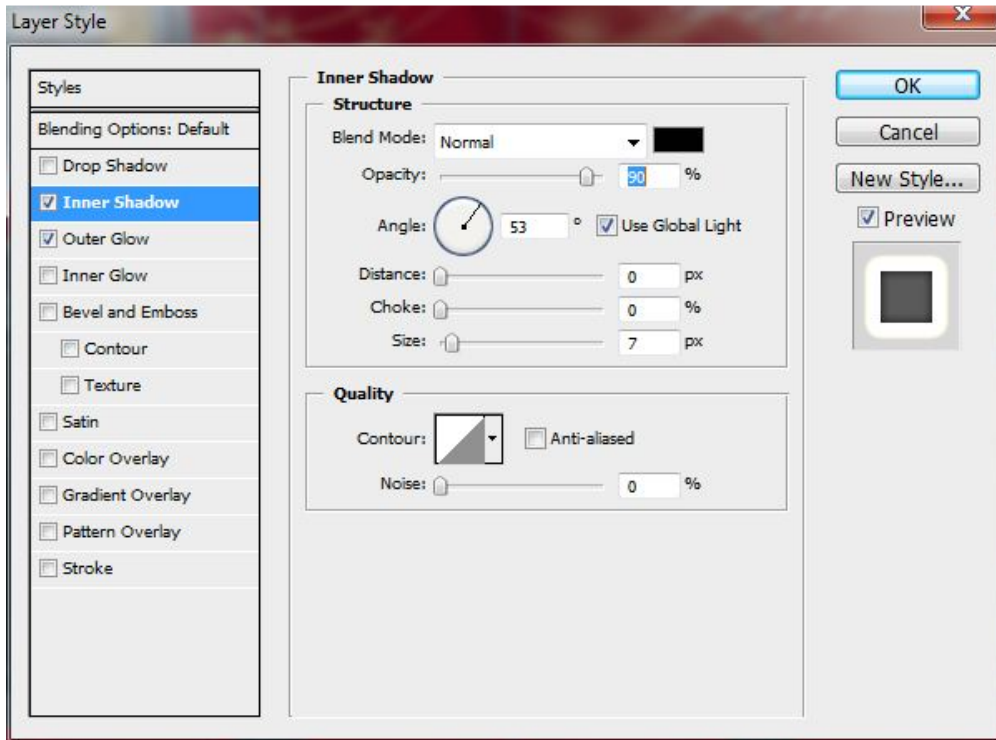 Layer Style
Styles
Blending Options: Default
Drop Shadow
Inner Shadow
Outer Glow
Inner Glow
Bevel and Emboss
Contour
Texture
Satin
Color Overlay
Gradient Overlay
Pattern Overlay
Stroke
Inner Shadow
Structure
Blend Mode: Normal
Opacity: 90 %
Angle: 53 ° Use Global Light
Distance: 0 px
Choke: 0 %
Size: 7 px
Quality
Contour: Anti-aliased
Noise: 0 %
OK
Cancel
New Style...
Preview